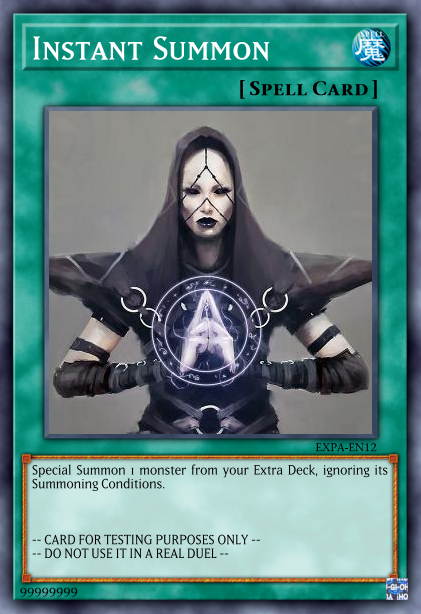 INSTANT SUMMON
魔
[SPELL CARD]
EXPA-EN12
Special Summon 1 monster from your Extra Deck, ignoring its
Summoning Conditions.
-- CARD FOR TESTING PURPOSES ONLY --
-- DO NOT USE IT IN A REAL DUEL --
99999999